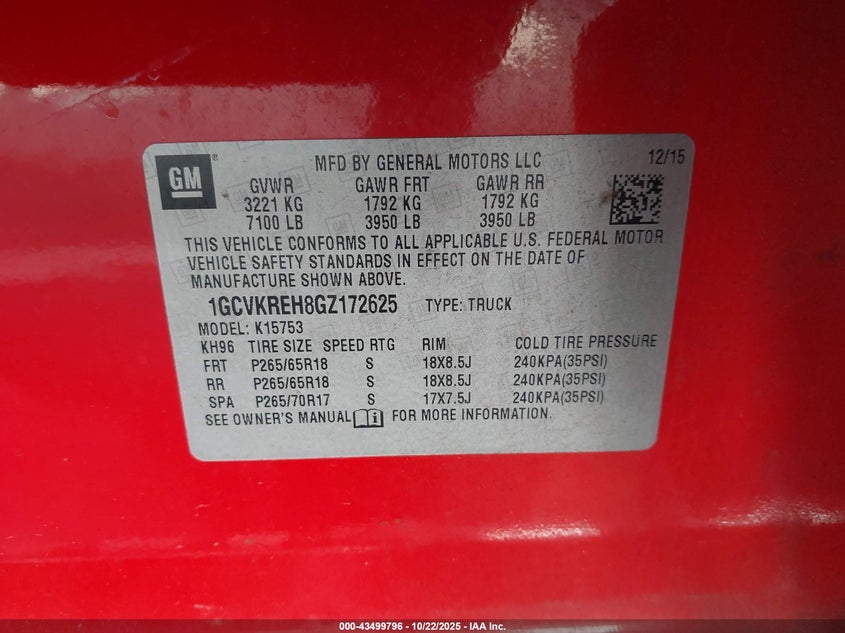 GM
MFD BY GENERAL MOTORS LLC 12/15
GVWR GAWR FRT GAWR RR
3221 KG 1792 KG 1792 KG
7100 LB 3950 LB 3950 LB
THIS VEHICLE CONFORMS TO ALL APPLICABLE U.S. FEDERAL MOTOR
VEHICLE SAFETY STANDARDS IN EFFECT ON THE DATE OF
MANUFACTURE SHOWN ABOVE.
1GCVKREH8GZ172625 TYPE: TRUCK
MODEL: K15753
KH96 TIRE SIZE SPEED RTG RIM COLD TIRE PRESSURE
FRT P265/65R18 S 18X8.5J 240KPA(35PSI)
RR P265/65R18 S 18X8.5J 240KPA(35PSI)
SPA P265/70R17 S 17X7.5J 240KPA(35PSI)
SEE OWNER'S MANUAL FOR MORE INFORMATION.
000-43499796 - 10/22/2025 - IAA Inc.